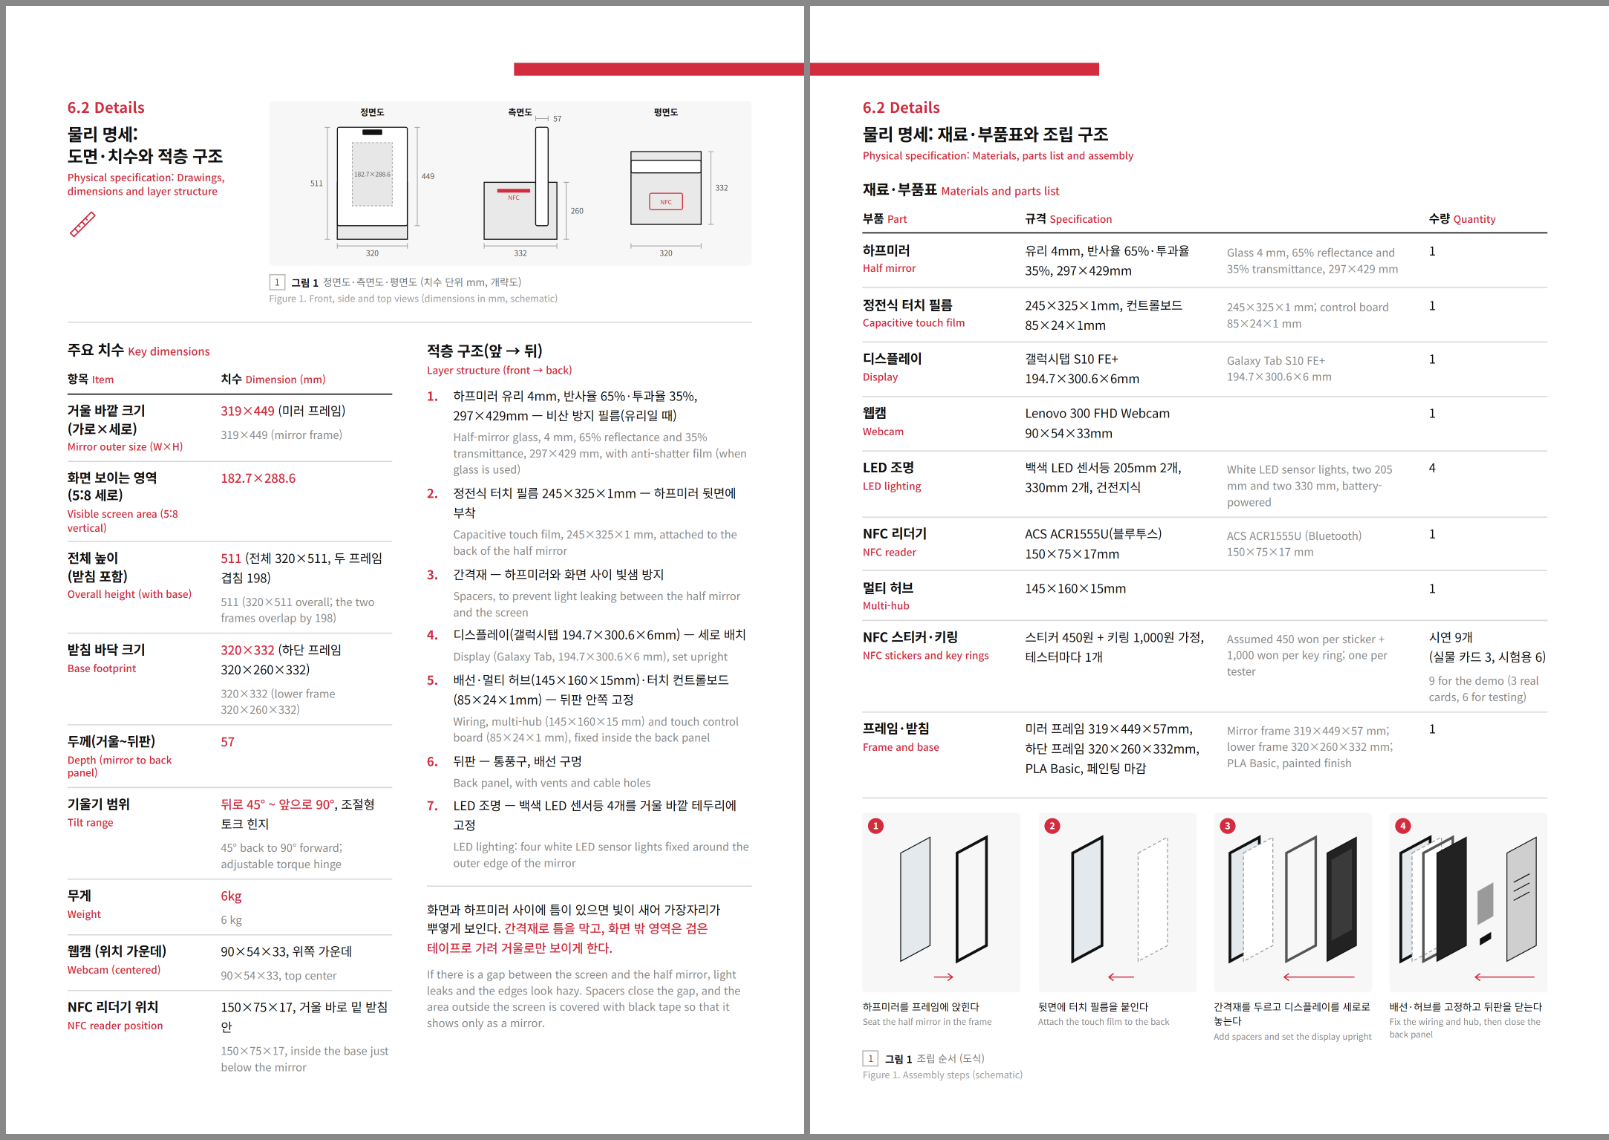 6.2 Details
물리 명세:
도면·치수와 적층 구조
Physical specification: Drawings,
dimensions and layer structure
정면도
측면도
평면도
57
511
182.7×288.6
449
320
NFC
260
332
NFC
332
320
1 그림 1 정면도·측면도·평면도 (치수 단위 mm, 개략도)
Figure 1. Front, side and top views (dimensions in mm, schematic)
주요 치수 Key dimensions
항목 Item
치수 Dimension (mm)
거울 바깥 크기
(가로×세로)
Mirror outer size (W×H)
319×449 (미러 프레임)
319×449 (mirror frame)
화면 보이는 영역
(5:8 세로)
Visible screen area (5:8
vertical)
182.7×288.6
전체 높이
(받침 포함)
Overall height (with base)
511 (전체 320×511, 두 프레임
겹침 198)
511 (320×511 overall; the two
frames overlap by 198)
받침 바닥 크기
Base footprint
320×332 (하단 프레임
320×260×332)
320×332 (lower frame
320×260×332)
두께(거울~뒤판)
Depth (mirror to back
panel)
57
기울기 범위
Tilt range
뒤로 45° ~ 앞으로 90°, 조절형
토크 힌지
45° back to 90° forward;
adjustable torque hinge
무게
Weight
6kg
6 kg
웹캠 (위치 가운데)
Webcam (centered)
90×54×33, 위쪽 가운데
90×54×33, top center
NFC 리더기 위치
NFC reader position
150×75×17, 거울 바로 밑 받침
안
150×75×17, inside the base just
below the mirror
적층 구조(앞 → 뒤)
Layer structure (front → back)
1. 하프미러 유리 4mm, 반사율 65%·투과율 35%,
297×429mm — 비산 방지 필름(유리일 때)
Half-mirror glass, 4 mm, 65% reflectance and 35%
transmittance, 297×429 mm, with anti-shatter film (when
glass is used)
2. 정전식 터치 필름 245×325×1mm — 하프미러 뒷면에
부착
Capacitive touch film, 245×325×1 mm, attached to the
back of the half mirror
3. 간격재 — 하프미러와 화면 사이 빛샘 방지
Spacers, to prevent light leaking between the half mirror
and the screen
4. 디스플레이(갤럭시탭 194.7×300.6×6mm) — 세로 배치
Display (Galaxy Tab, 194.7×300.6×6 mm), set upright
5. 배선·멀티 허브(145×160×15mm)·터치 컨트롤보드
(85×24×1mm) — 뒤판 안쪽 고정
Wiring, multi-hub (145×160×15 mm) and touch control
board (85×24×1 mm), fixed inside the back panel
6. 뒤판 — 통풍구, 배선 구멍
Back panel, with vents and cable holes
7. LED 조명 — 백색 LED 센서등 4개를 거울 바깥 테두리에
고정
LED lighting: four white LED sensor lights fixed around the
outer edge of the mirror
화면과 하프미러 사이에 틈이 있으면 빛이 새어 가장자리가
뿌옇게 보인다. 간격재로 틈을 막고, 화면 밖 영역은 검은
테이프로 가려 거울로만 보이게 한다.
If there is a gap between the screen and the half mirror, light
leaks and the edges look hazy. Spacers close the gap, and the
area outside the screen is covered with black tape so that it
shows only as a mirror.
6.2 Details
물리 명세: 재료·부품표와 조립 구조
Physical specification: Materials, parts list and assembly
재료·부품표 Materials and parts list
부품 Part
규격 Specification
수량 Quantity
하프미러
Half mirror
유리 4mm, 반사율 65%·투과율
35%, 297×429mm
Glass 4 mm, 65% reflectance and
35% transmittance, 297×429 mm
1
정전식 터치 필름
Capacitive touch film
245×325×1mm, 컨트롤보드
85×24×1mm
245×325×1 mm; control board
85×24×1 mm
1
디스플레이
Display
갤럭시탭 S10 FE+
194.7×300.6×6mm
Galaxy Tab S10 FE+
194.7×300.6×6 mm
1
웹캠
Webcam
Lenovo 300 FHD Webcam
90×54×33mm
1
LED 조명
LED lighting
백색 LED 센서등 205mm 2개,
330mm 2개, 건전지식
White LED sensor lights, two 205
mm and two 330 mm, battery-
powered
4
NFC 리더기
NFC reader
ACS ACR1555U(블루투스)
150×75×17mm
ACS ACR1555U (Bluetooth)
150×75×17 mm
1
멀티 허브
Multi-hub
145×160×15mm
1
NFC 스티커·키링
NFC stickers and key rings
스티커 450원 + 키링 1,000원 가정,
테스터마다 1개
Assumed 450 won per sticker +
1,000 won per key ring; one per
tester
시연 9개
(실물 카드 3, 시험용 6)
9 for the demo (3 real
cards, 6 for testing)
프레임·받침
Frame and base
미러 프레임 319×449×57mm,
하단 프레임 320×260×332mm,
PLA Basic, 페인팅 마감
Mirror frame 319×449×57 mm;
lower frame 320×260×332 mm;
PLA Basic, painted finish
1
1
2
3
4
하프미러를 프레임에 앉힌다
Seat the half mirror in the frame
뒷면에 터치 필름을 붙인다
Attach the touch film to the back
간격재를 두르고 디스플레이를 세로로
놓는다
Add spacers and set the display upright
배선·허브를 고정하고 뒤판을 닫는다
Fix the wiring and hub, then close the
back panel
1 그림 1 조립 순서 (도식)
Figure 1. Assembly steps (schematic)